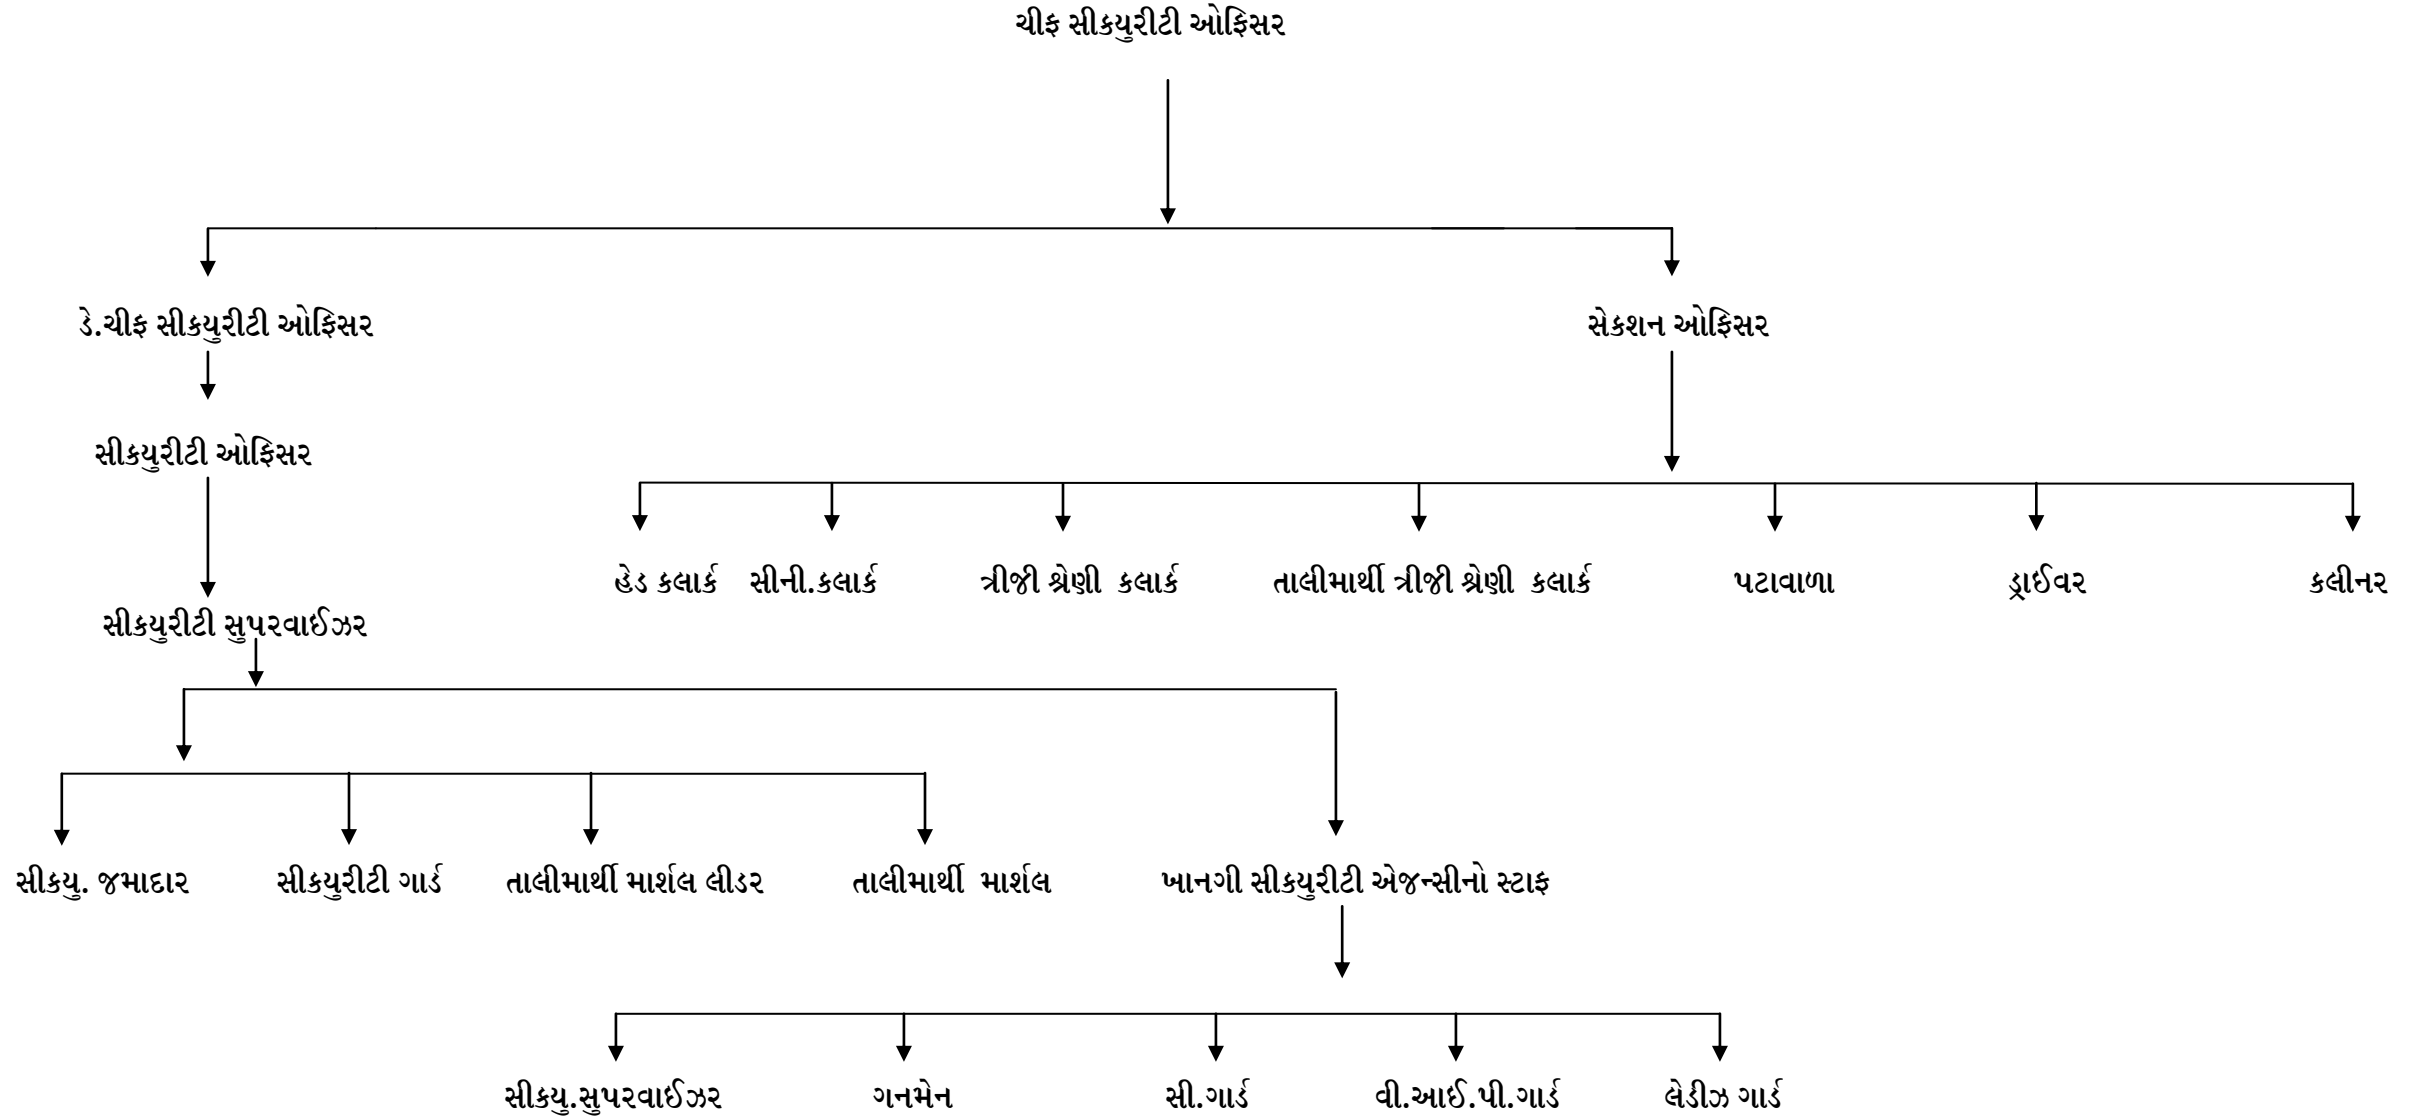 ચીફ સીકયુરીટી ઓફિસર
ડે.ચીફ સીકયુરીટી ઓફિસર
સેકશન ઓફિસર
સીકયુરીટી ઓફિસર
હેડ કલાર્ક
સીની.કલાર્ક
ત્રીજી શ્રેણી કલાર્ક
તાલીમાર્થી ત્રીજી શ્રેણી કલાર્ક
પટાવાળા
ડ્રાઈવર
કલીનર
સીકયુરીટી સુપરવાઈઝર
સીકયુ. જમાદાર
સીકયુરીટી ગાર્ડ
તાલીમાર્થી માર્શલ લીડર
તાલીમાર્થી માર્શલ
ખાનગી સીકયુરીટી એજન્સીનો સ્ટાફ
સીકયુ.સુપરવાઈઝર
ગનમેન
સી.ગાર્ડ
વી.આઈ.પી.ગાર્ડ
લેડીઝ ગાર્ડ